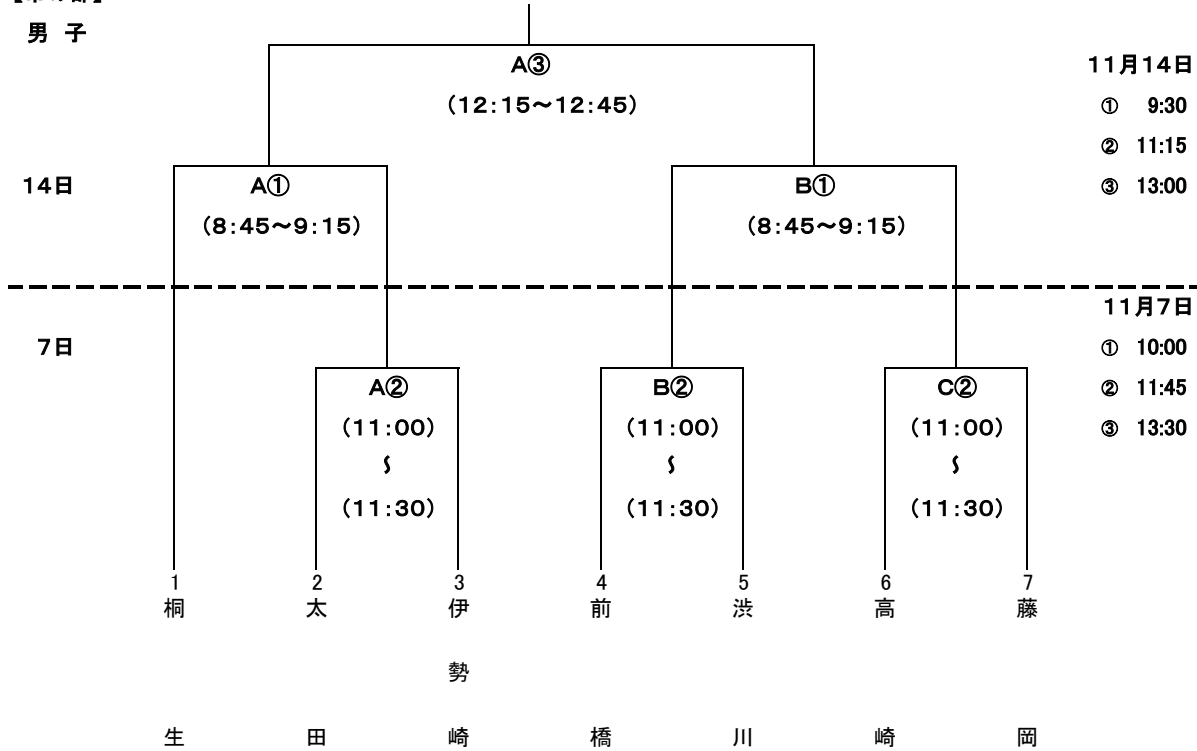 男 子
A③
(12:15～12:45)
11月14日
① 9:30
② 11:15
③ 13:00
14日
A①
(8:45～9:15)
B①
(8:45～9:15)
11月7日
① 10:00
② 11:45
③ 13:30
7日
A②
(11:00)
～
(11:30)
B②
(11:00)
～
(11:30)
C②
(11:00)
～
(11:30)
1
桐生
2
太田
3
伊勢崎
4
前橋
5
渋川
6
高崎
7
藤岡